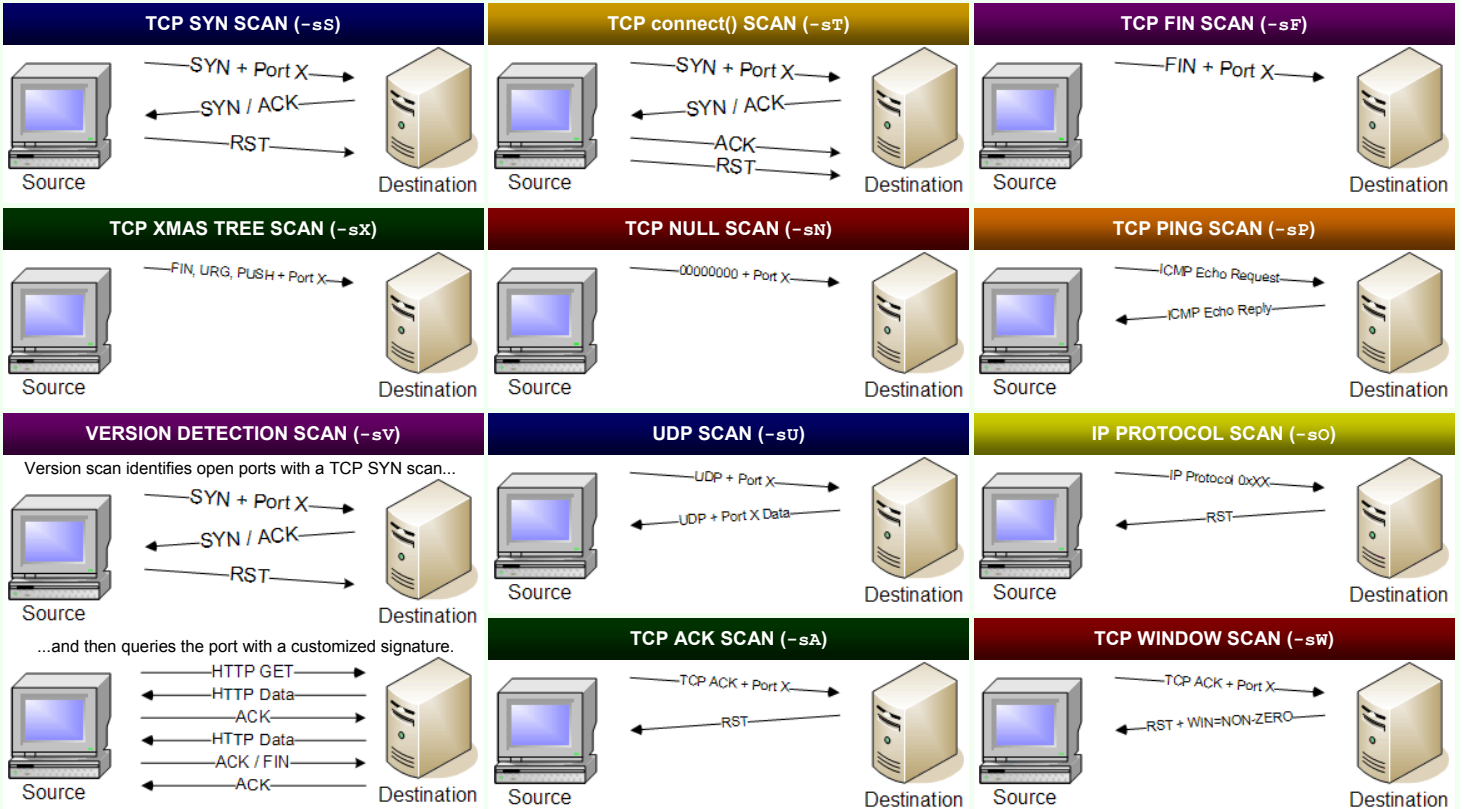 TCP SYN SCAN (-sS)
SYN + Port X
SYN / ACK
RST
Source
Destination
TCP connect() SCAN (-sT)
SYN + Port X
SYN / ACK
ACK
RST
Source
Destination
TCP FIN SCAN (-sF)
FIN + Port X
Source
Destination
TCP XMAS TREE SCAN (-sX)
FIN, URG, PUSH + Port X
Source
Destination
TCP NULL SCAN (-sN)
00000000 + Port X
Source
Destination
TCP PING SCAN (-sP)
ICMP Echo Request
ICMP Echo Reply
Source
Destination
VERSION DETECTION SCAN (-sV)
Version scan identifies open ports with a TCP SYN scan...
SYN + Port X
SYN / ACK
RST
Source
Destination
...and then queries the port with a customized signature.
HTTP GET
HTTP Data
ACK
HTTP Data
ACK / FIN
ACK
Source
Destination
UDP SCAN (-sU)
UDP + Port X
UDP + Port X Data
Source
Destination
IP PROTOCOL SCAN (-sO)
IP Protocol 0xXX
RST
Source
Destination
TCP ACK SCAN (-sA)
TCP ACK + Port X
RST
Source
Destination
TCP WINDOW SCAN (-sW)
TCP ACK + Port X
RST + WIN=NON-ZERO
Source
Destination